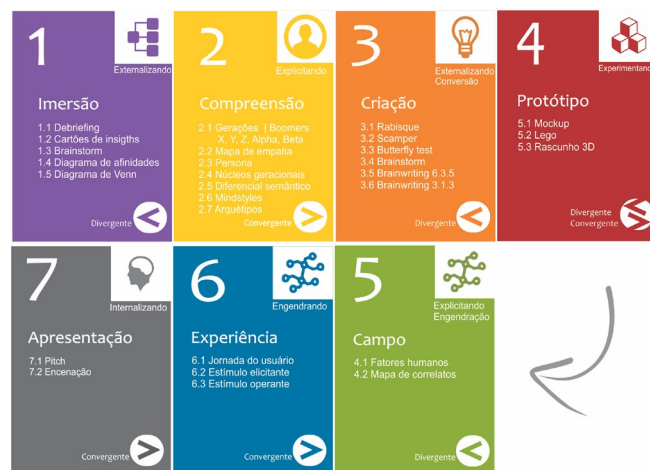 1
Externalizando
Imersão
1.1 Debriefing
1.2 Cartões de insigths
1.3 Brainstorm
1.4 Diagrama de afinidades
1.5 Diagrama de Venn
Divergente
2
Explicitando
Compreensão
2.1 Gerações | Boomers
X, Y, Z, Alpha, Beta
2.2 Mapa de empatia
2.3 Persona
2.4 Núcleos geracionais
2.5 Diferencial semântico
2.6 Mindstyles
2.7 Arquétipos
Convergente
3
Externalizando
Conversão
Criação
3.1 Rabisque
3.2 Scamper
3.3 Butterfly test
3.4 Brainstorm
3.5 Brainwriting 6.3.5
3.6 Brainwriting 3.1.3
Divergente
4
Experimentando
Protótipo
5.1 Mockup
5.2 Lego
5.3 Rascunho 3D
Divergente
Convergente
7
Internalizando
Apresentação
7.1 Pitch
7.2 Encenação
Convergente
6
Engendrando
Experiência
6.1 Jornada do usuário
6.2 Estímulo elicitante
6.3 Estímulo operante
Convergente
5
Explicitando
Engendração
Campo
4.1 Fatores humanos
4.2 Mapa de correlatos
Divergente